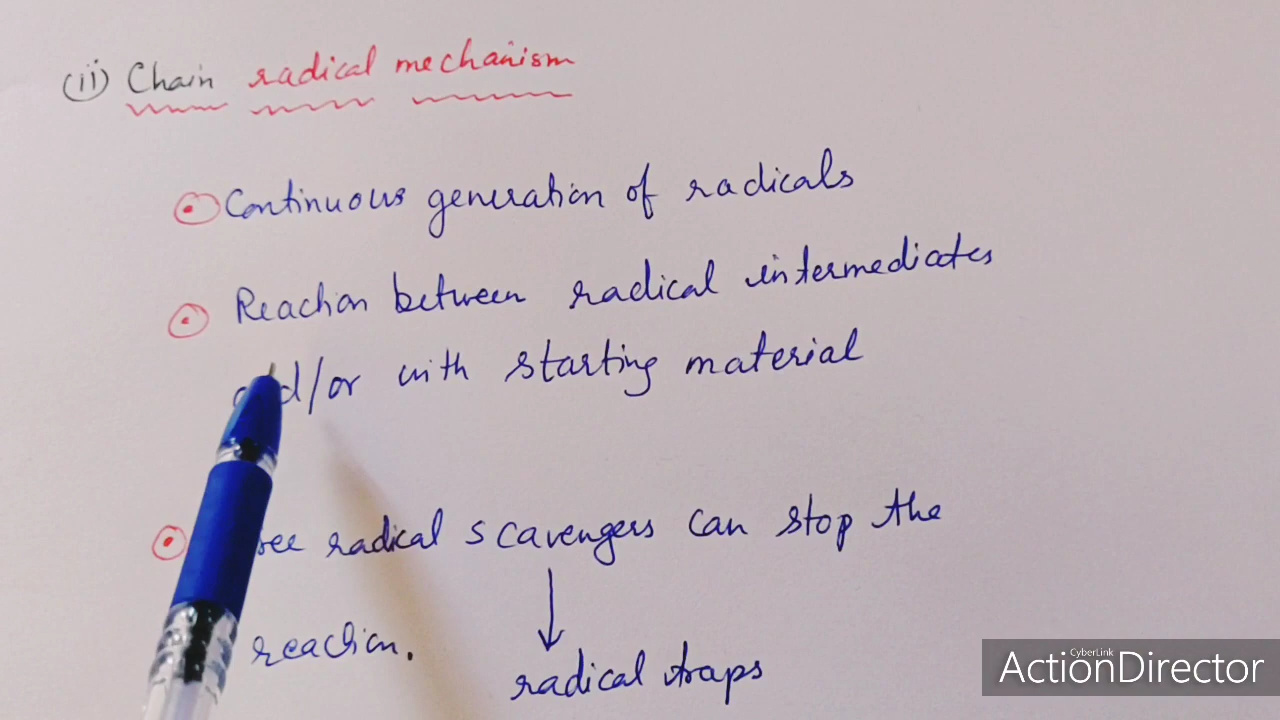 (ii) Chain radical mechanism
Continuous generation of radicals
Reaction between radical intermediates
and/or with starting material
radical scavengers can stop the
reaction.
radical traps
CyberLink
ActionDirector